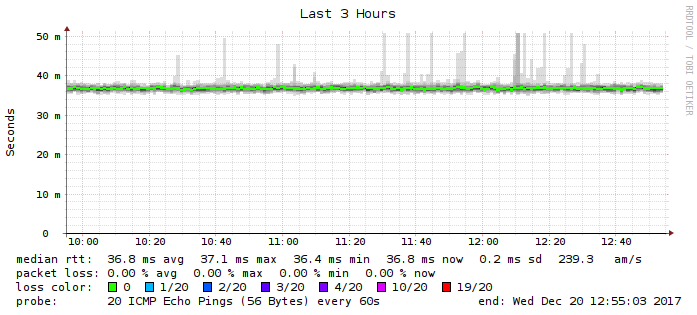 Last 3 Hours
RRDTOOL / TOBI OETIKER
Seconds
50 m
40 m
30 m
20 m
10 m
0
10:00 10:20 10:40 11:00 11:20 11:40 12:00 12:20 12:40
median rtt: 36.8 ms avg 37.1 ms max 36.4 ms min 36.8 ms now 0.2 ms sd 239.3 am/s
packet loss: 0.00 % avg 0.00 % max 0.00 % min 0.00 % now
loss color: 0 1/20 2/20 3/20 4/20 10/20 19/20
probe: 20 ICMP Echo Pings (56 Bytes) every 60s end: Wed Dec 20 12:55:03 2017